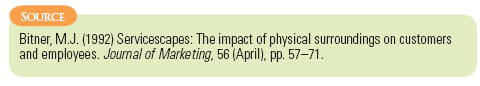 SOURCE
Bitner, M.J. (1992) Servicescapes: The impact of physical surroundings on customers
and employees. Journal of Marketing, 56 (April), pp. 57–71.